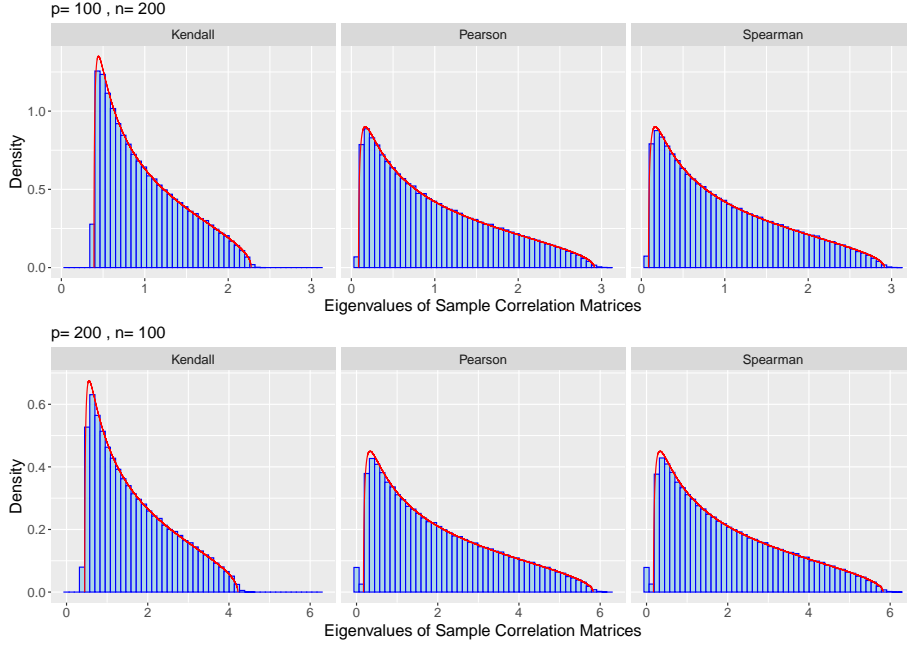 p= 100 , n= 200
Kendall Pearson Spearman
Density
1.0
0.5
0.0
0 1 2 3 0 1 2 3 0 1 2 3
Eigenvalues of Sample Correlation Matrices
p= 200 , n= 100
Kendall Pearson Spearman
Density
0.6
0.4
0.2
0.0
0 2 4 6 0 2 4 6 0 2 4 6
Eigenvalues of Sample Correlation Matrices